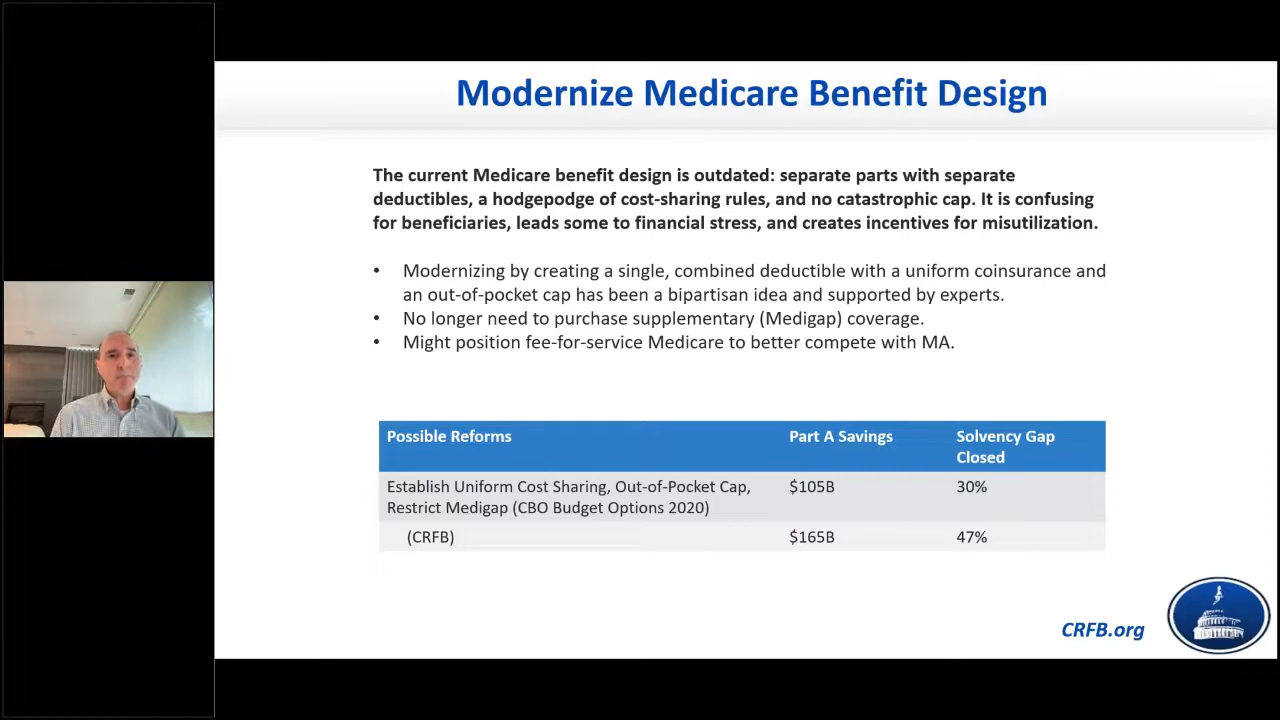 Modernize Medicare Benefit Design
The current Medicare benefit design is outdated: separate parts with separate
deductibles, a hodgepodge of cost-sharing rules, and no catastrophic cap. It is confusing
for beneficiaries, leads some to financial stress, and creates incentives for misutilization.
• Modernizing by creating a single, combined deductible with a uniform coinsurance and
an out-of-pocket cap has been a bipartisan idea and supported by experts.
• No longer need to purchase supplementary (Medigap) coverage.
• Might position fee-for-service Medicare to better compete with MA.
Possible Reforms Part A Savings Solvency Gap
Closed
Establish Uniform Cost Sharing, Out-of-Pocket Cap, $105B 30%
Restrict Medigap (CBO Budget Options 2020)
(CRFB) $165B 47%
CRFB.org